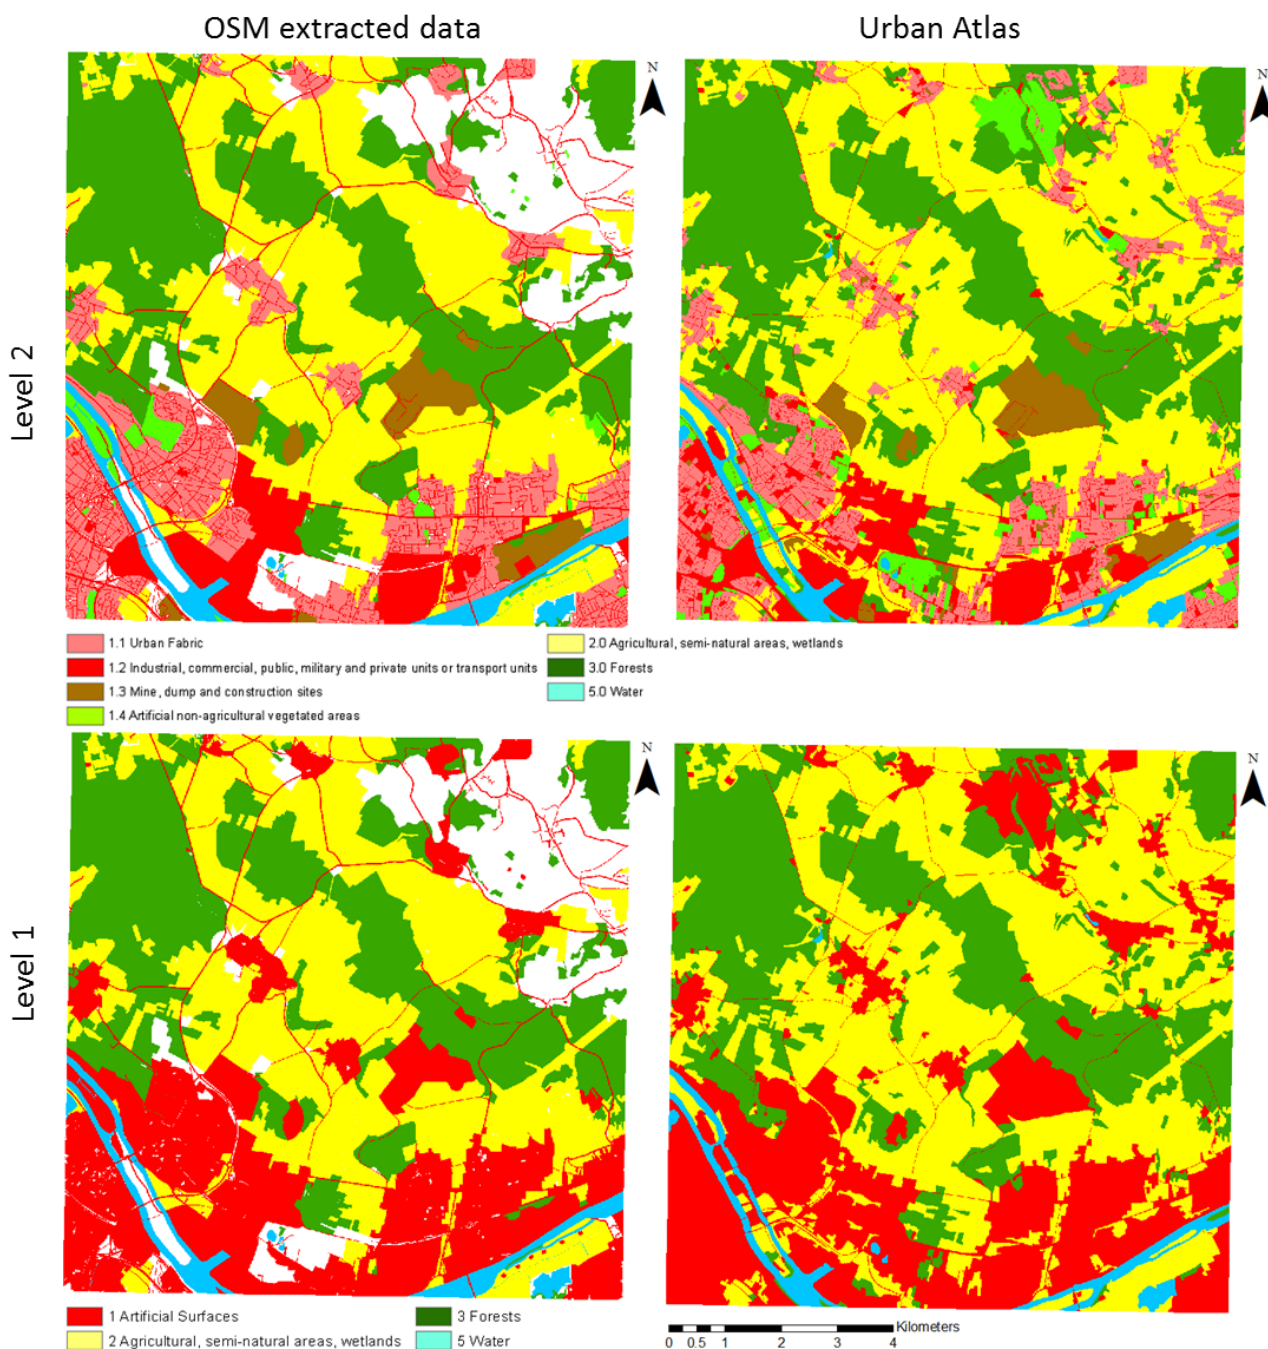 OSM extracted data
Urban Atlas
N
N
Level 2
1.1 Urban Fabric
2.0 Agricultural, semi-natural areas, wetlands
1.2 Industrial, commercial, public, military and private units or transport units
3.0 Forests
1.3 Mine, dump and construction sites
5.0 Water
1.4 Artificial non-agricultural vegetated areas
N
N
Level 1
1 Artificial Surfaces
3 Forests
2 Agricultural, semi-natural areas, wetlands
5 Water
Kilometers
0 0.5 1 2 3 4